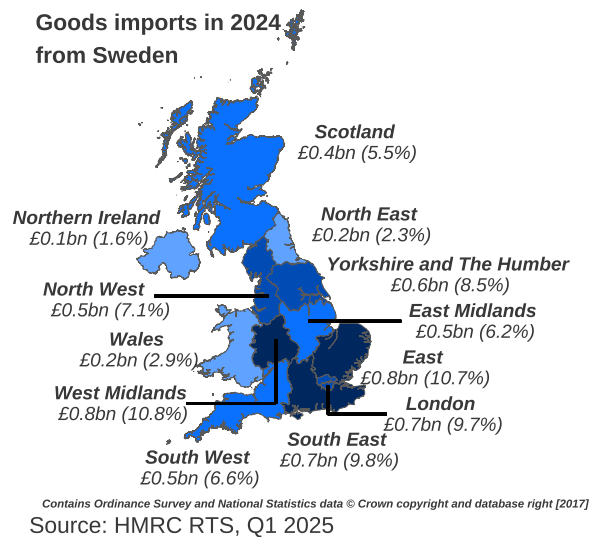 Goods imports in 2024
from Sweden
Scotland
£0.4bn (5.5%)
Northern Ireland
£0.1bn (1.6%)
North East
£0.2bn (2.3%)
Yorkshire and The Humber
£0.6bn (8.5%)
North West
£0.5bn (7.1%)
East Midlands
£0.5bn (6.2%)
Wales
£0.2bn (2.9%)
East
£0.8bn (10.7%)
West Midlands
£0.8bn (10.8%)
London
£0.7bn (9.7%)
South East
£0.7bn (9.8%)
South West
£0.5bn (6.6%)
Contains Ordinance Survey and National Statistics data © Crown copyright and database right [2017]
Source: HMRC RTS, Q1 2025